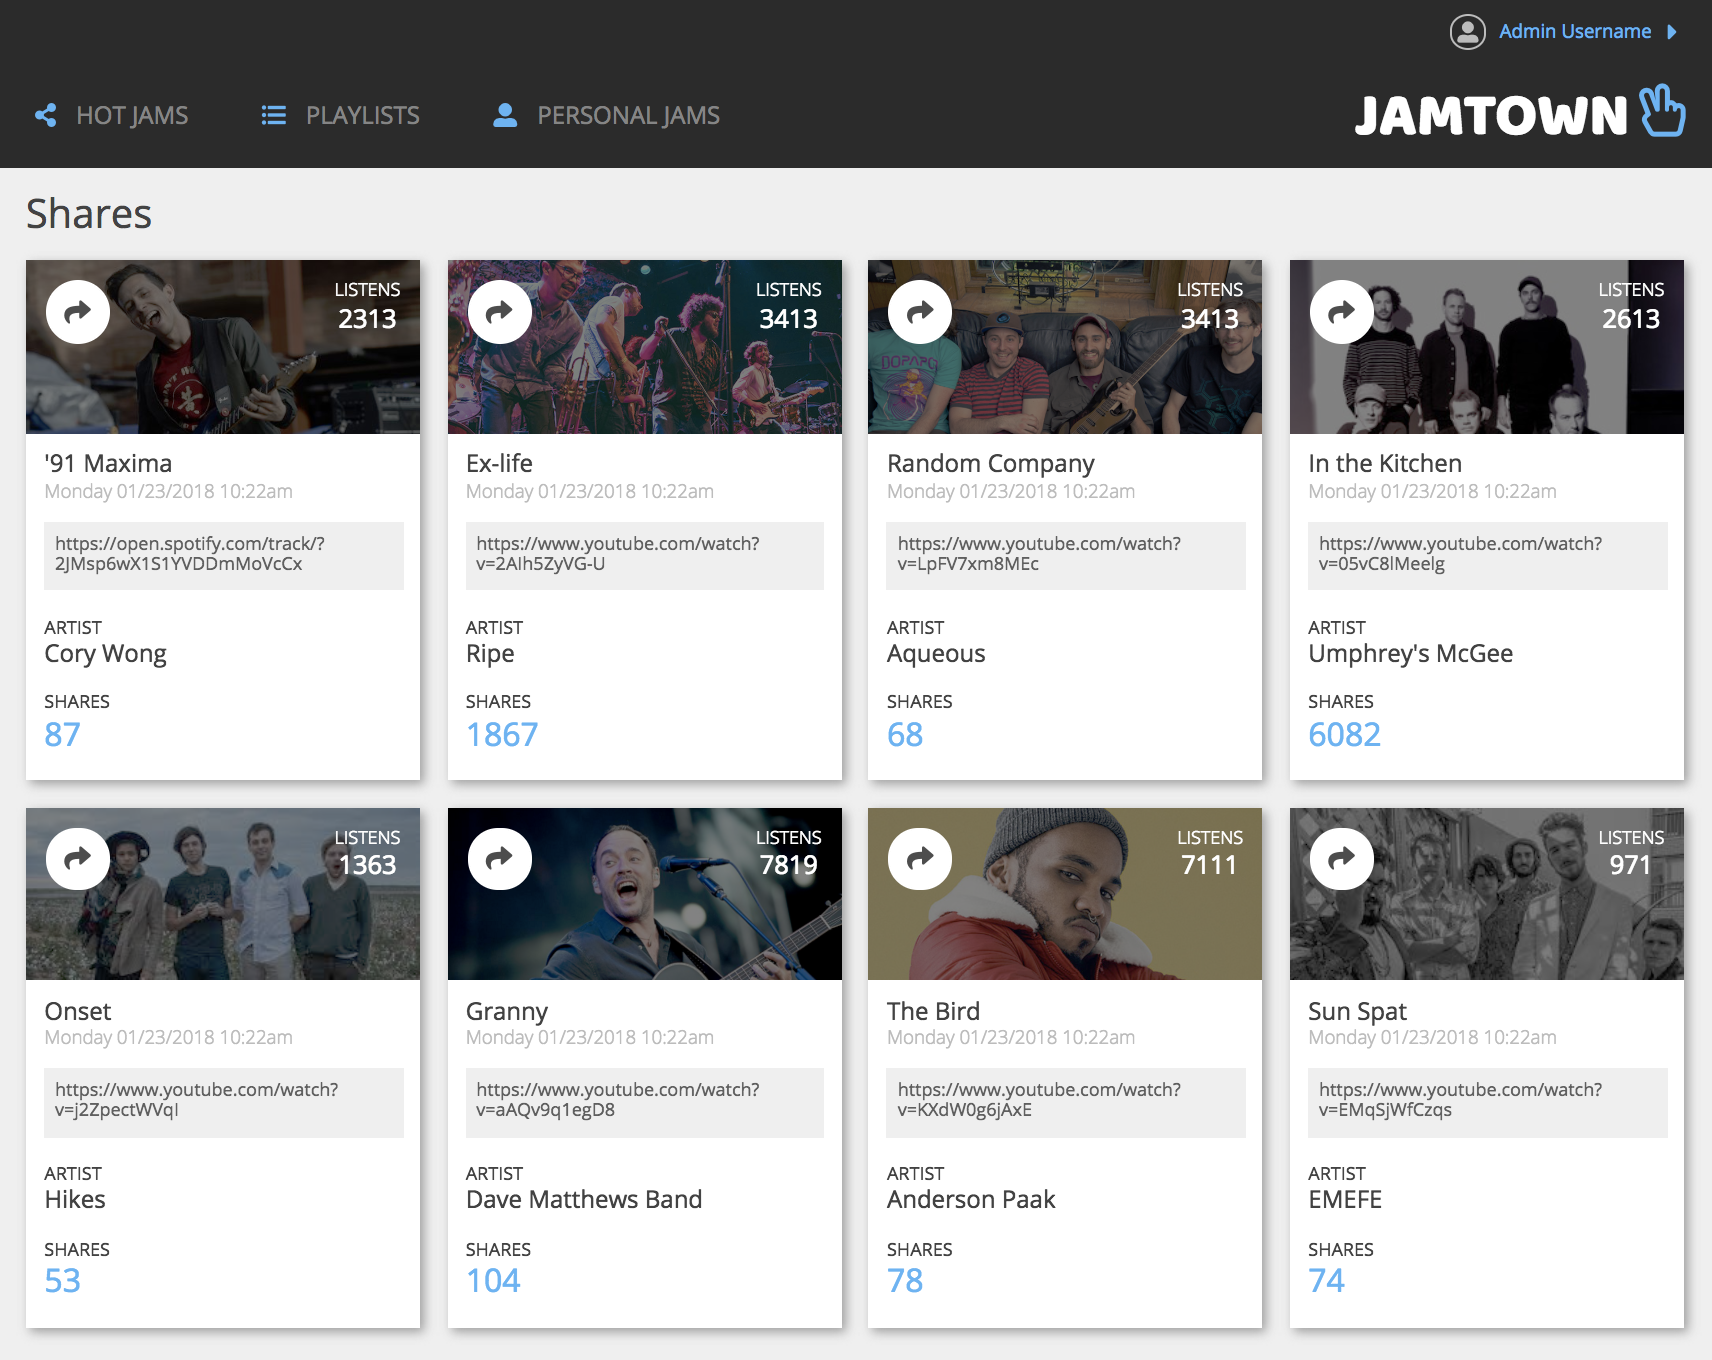 Admin Username
HOT JAMS
PLAYLISTS
PERSONAL JAMS
JAMTOWN
Shares
LISTENS
2313
'91 Maxima
Monday 01/23/2018 10:22am
https://open.spotify.com/track/?
2JMsp6wX1S1YVDDmMoVcCx
ARTIST
Cory Wong
SHARES
87
LISTENS
3413
Ex-life
Monday 01/23/2018 10:22am
https://www.youtube.com/watch?
v=2Alh5ZyVG-U
ARTIST
Ripe
SHARES
1867
LISTENS
3413
Random Company
Monday 01/23/2018 10:22am
https://www.youtube.com/watch?
v=LpFV7xm8MEc
ARTIST
Aqueous
SHARES
68
LISTENS
2613
In the Kitchen
Monday 01/23/2018 10:22am
https://www.youtube.com/watch?
v=05vC8lMeelg
ARTIST
Umphrey's McGee
SHARES
6082
LISTENS
1363
Onset
Monday 01/23/2018 10:22am
https://www.youtube.com/watch?
v=j2ZpectWVqI
ARTIST
Hikes
SHARES
53
LISTENS
7819
Granny
Monday 01/23/2018 10:22am
https://www.youtube.com/watch?
v=aAQv9q1egD8
ARTIST
Dave Matthews Band
SHARES
104
LISTENS
7111
The Bird
Monday 01/23/2018 10:22am
https://www.youtube.com/watch?
v=KXdW0g6jAxE
ARTIST
Anderson Paak
SHARES
78
LISTENS
971
Sun Spat
Monday 01/23/2018 10:22am
https://www.youtube.com/watch?
v=EMqSjWfCzqs
ARTIST
EMEFE
SHARES
74